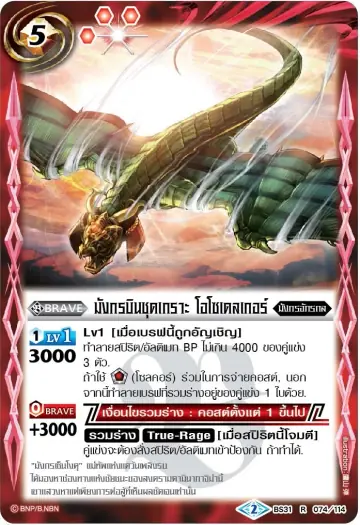 5
BRAVE มังกรบินชุดเกราะ โอโซเดลเกอร์ มังกรจักรกล
1 LV1 3000
Lv1 [เมื่อเบรฟนี้ถูกอัญเชิญ]
ทำลายสปิริต/อัลติเมท BP ไม่เกิน 4000 ของคู่แข่ง
3 ตัว.
ถ้าใช้ (โซลคอร์) ร่วมในการจ่ายคอสต์, นอก
จากนี้ทำลายเบรฟที่รวมร่างอยู่ของคู่แข่ง 1 ใบด้วย.
0 BRAVE +3000
เงื่อนไขรวมร่าง : คอสต์ตั้งแต่ 1 ขึ้นไป
รวมร่าง True-Rage [เมื่อสปิริตนี้โจมตี]
คู่แข่งจะต้องสั่งสปิริต/อัลติเมทเข้าป้องกัน ถ้าทำได้.
©BNP/B,NBN
2 BS31 R 074/114